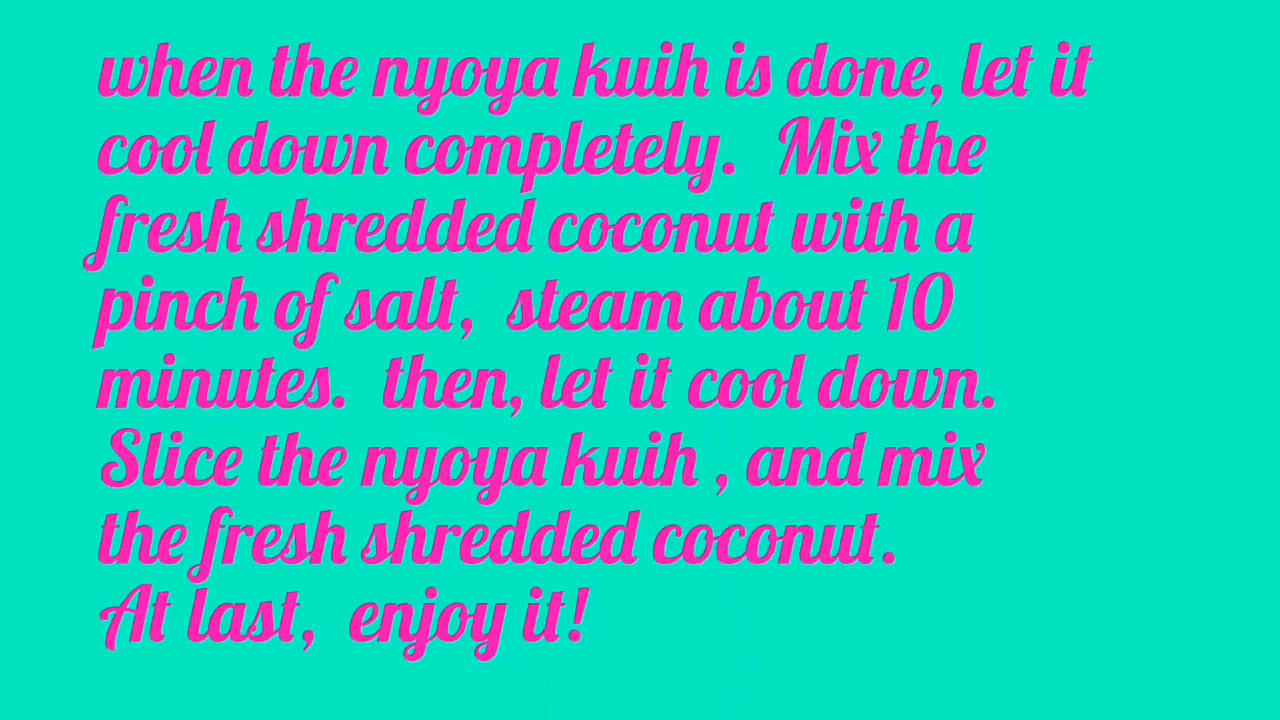 when the nyoya kuih is done, let it
cool down completely. Mix the
fresh shredded coconut with a
pinch of salt, steam about 10
minutes. then, let it cool down.
Slice the nyoya kuih , and mix
the fresh shredded coconut.
At last, enjoy it!